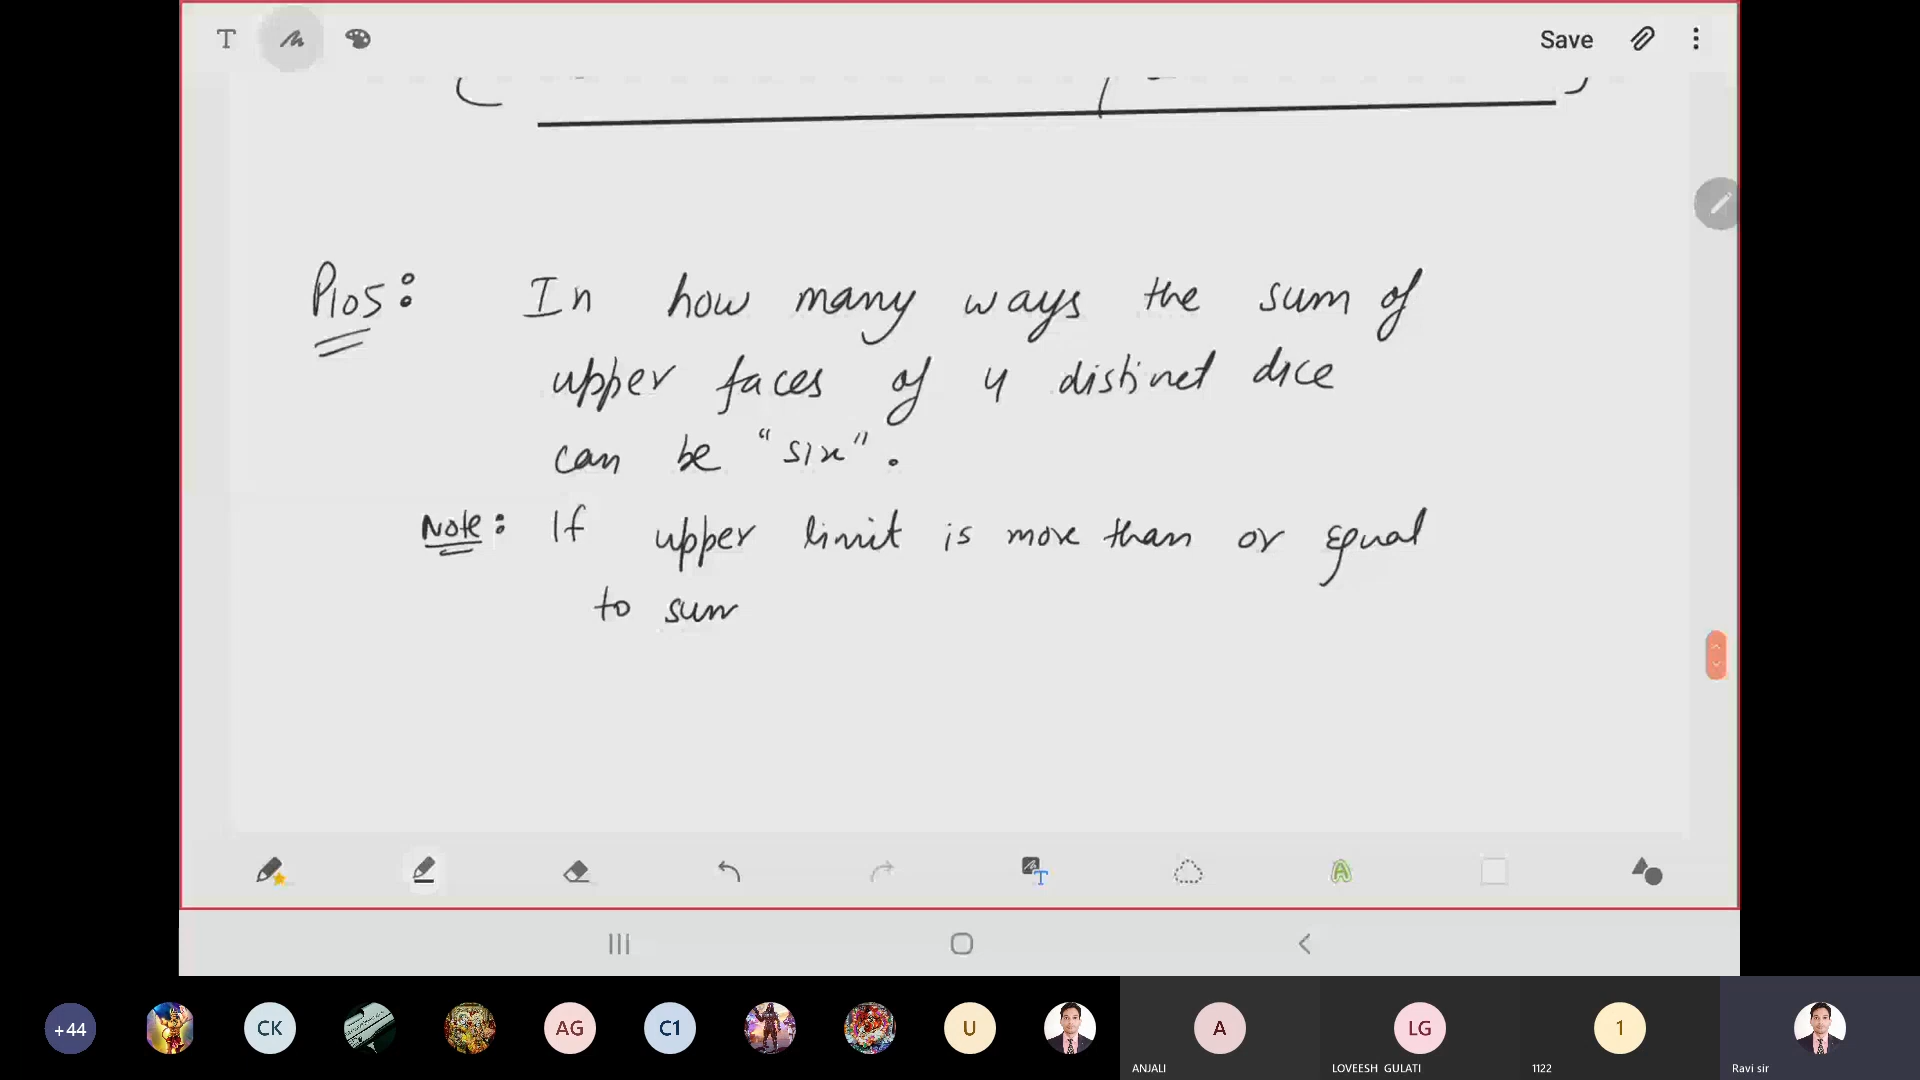 T
Save
P105: In how many ways the sum of
upper faces of 4 distinct dice
can be "six".
Note: If upper limit is more than or equal
to sum
T
A
+44
CK
AG
C1
U
A
ANJALI
LG
LOVEESH GULATI
1
1122
Ravi sir